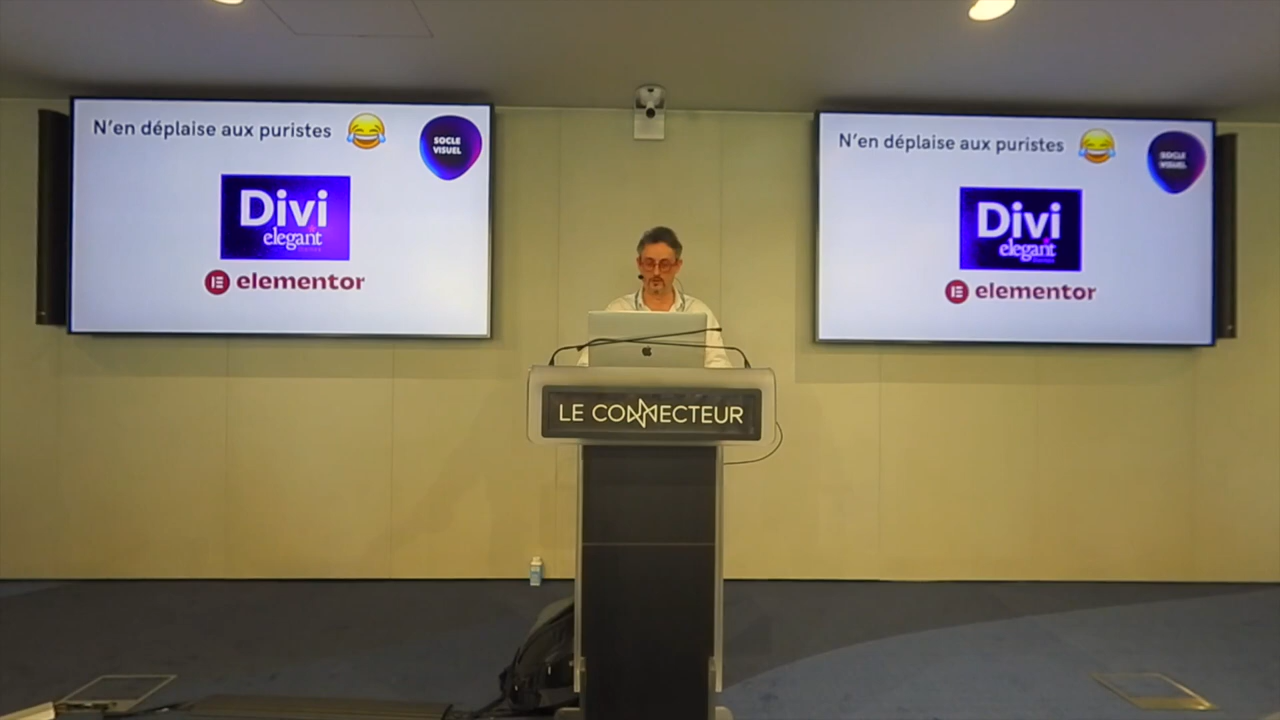 N'en déplaise aux puristes
SOCLE
VISUEL
Divi
elegant
elementor
N'en déplaise aux puristes
SOCLE
VISUEL
Divi
elegant
elementor
LE CONNECTEUR